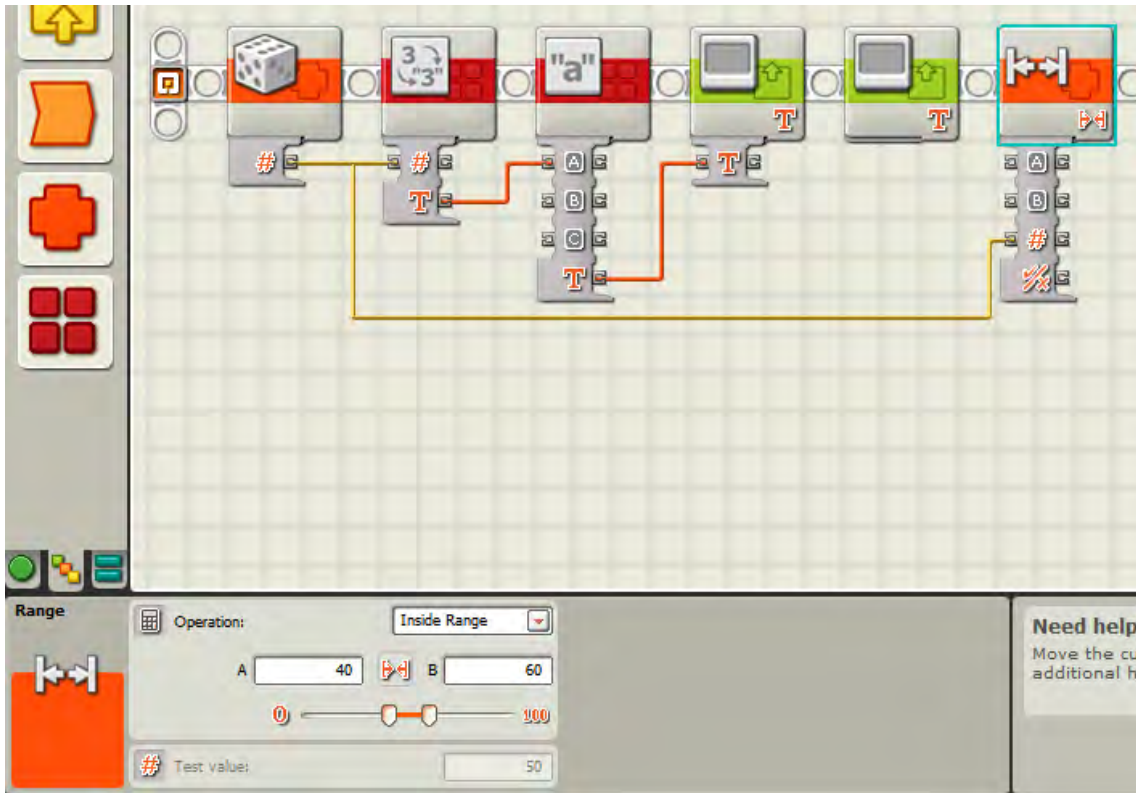 3 "3"
"a"
#
#
T
T
T
T
A
B
C
T
A
B
#
Range
Operation:
Inside Range
A
40
B
60
0
100
#
Test value:
50
Need help
Move the cu
additional h